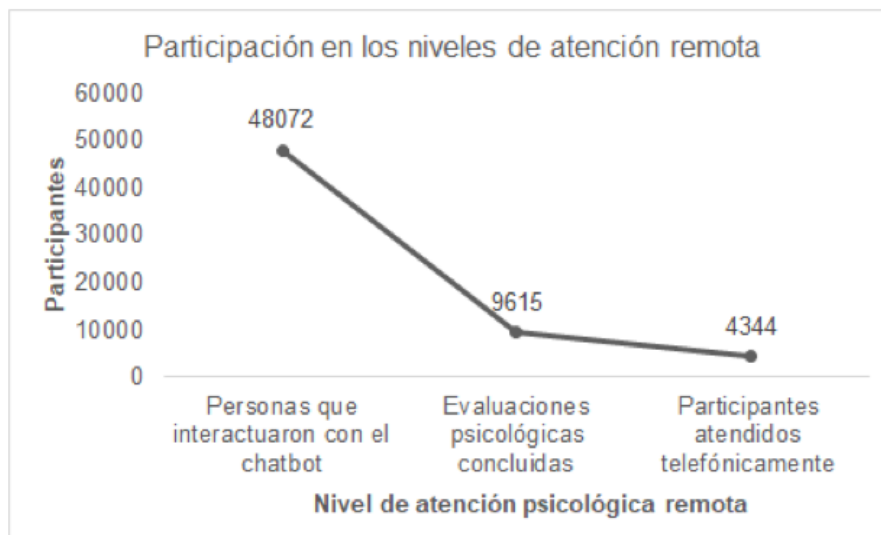 Participación en los niveles de atención remota
60000
50000
40000
30000
20000
10000
0
Participantes
48072
9615
4344
Personas que
interactuaron con el
chatbot
Evaluaciones
psicológicas
concluidas
Participantes
atendidos
telefónicamente
Nivel de atención psicológica remota